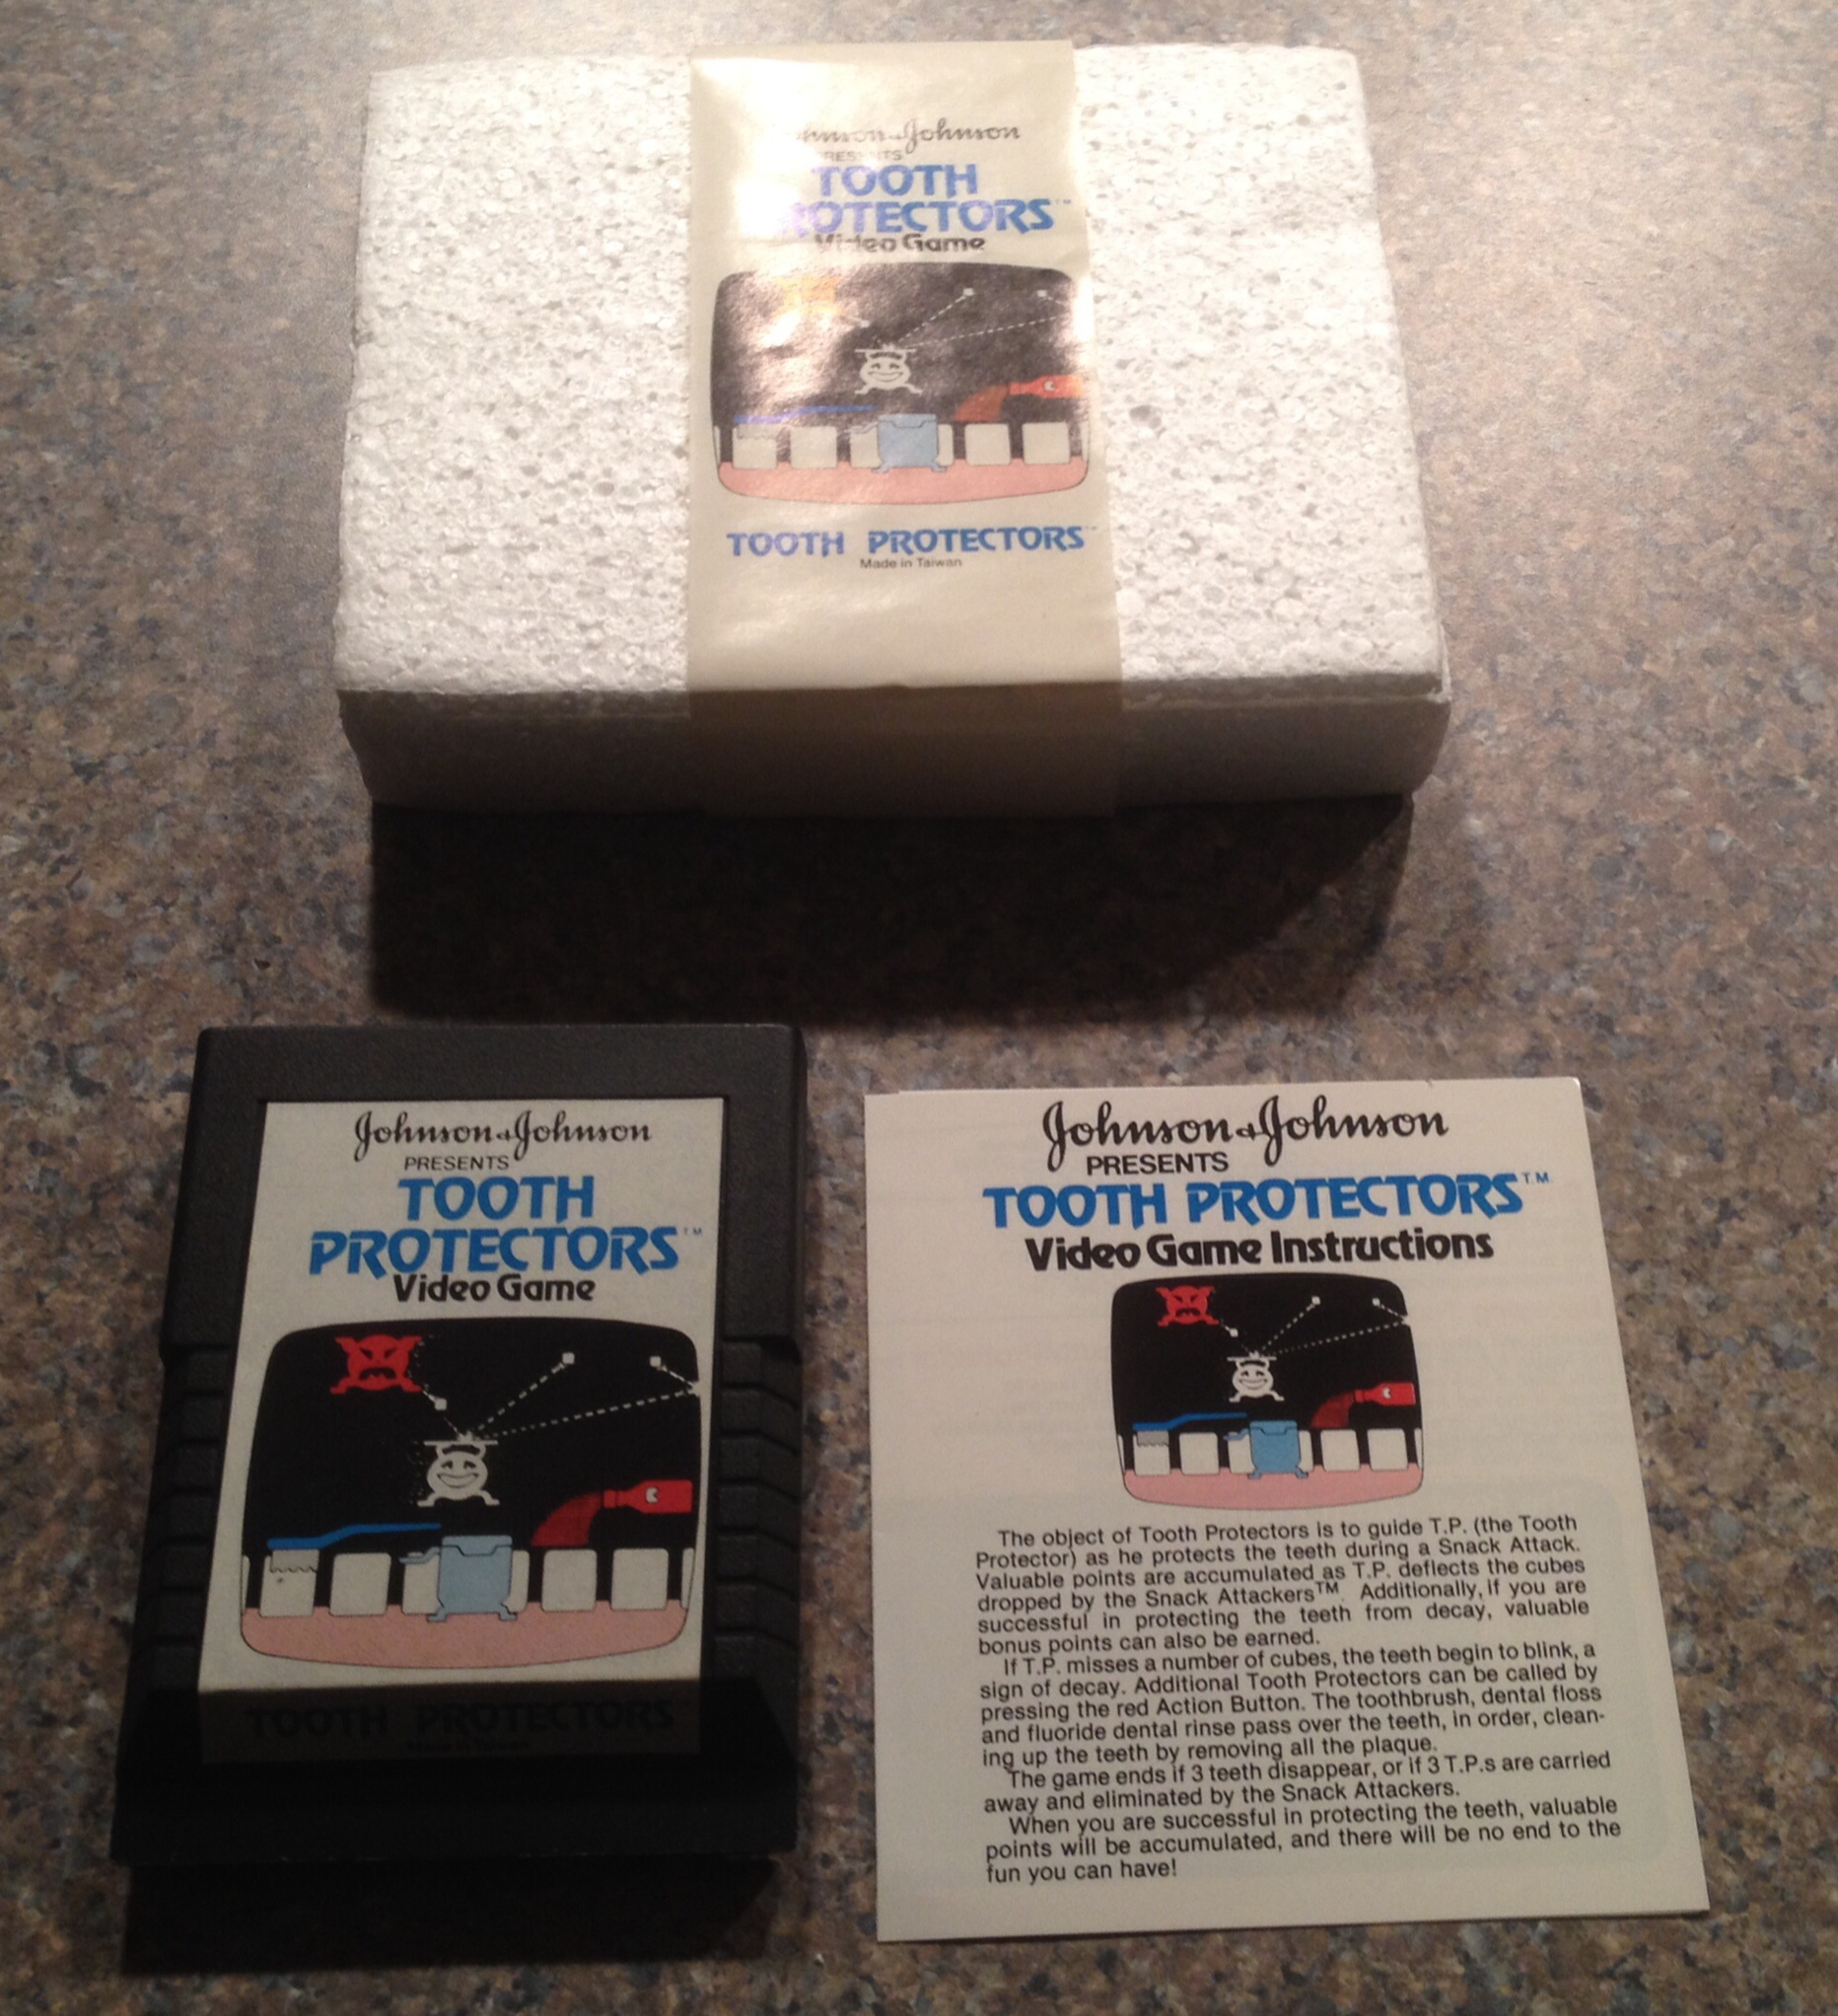 Johnson
PRESENTS
TOOTH
PROTECTORS™
Video Game
TOOTH PROTECTORS™
Made in Taiwan
Johnson & Johnson
PRESENTS
TOOTH
PROTECTORS™
Video Game
TOOTH PROTECTORS™
Made in Taiwan
Johnson & Johnson
PRESENTS
TOOTH PROTECTORS™
Video Game Instructions
The object of Tooth Protectors is to guide T.P. (the Tooth
Protector) as he protects the teeth during a Snack Attack.
Valuable points are accumulated as T.P. deflects the cubes
dropped by the Snack Attackers™. Additionally, if you are
successful in protecting the teeth from decay, valuable
bonus points can also be earned.
If T.P. misses a number of cubes, the teeth begin to blink, a
sign of decay. Additional Tooth Protectors can be called by
pressing the red Action Button. The toothbrush, dental floss
and fluoride dental rinse pass over the teeth, in order, clean-
ing up the teeth by removing all the plaque.
The game ends if 3 teeth disappear, or if 3 T.P.s are carried
away and eliminated by the Snack Attackers.
When you are successful in protecting the teeth, valuable
points will be accumulated, and there will be no end to the
fun you can have!